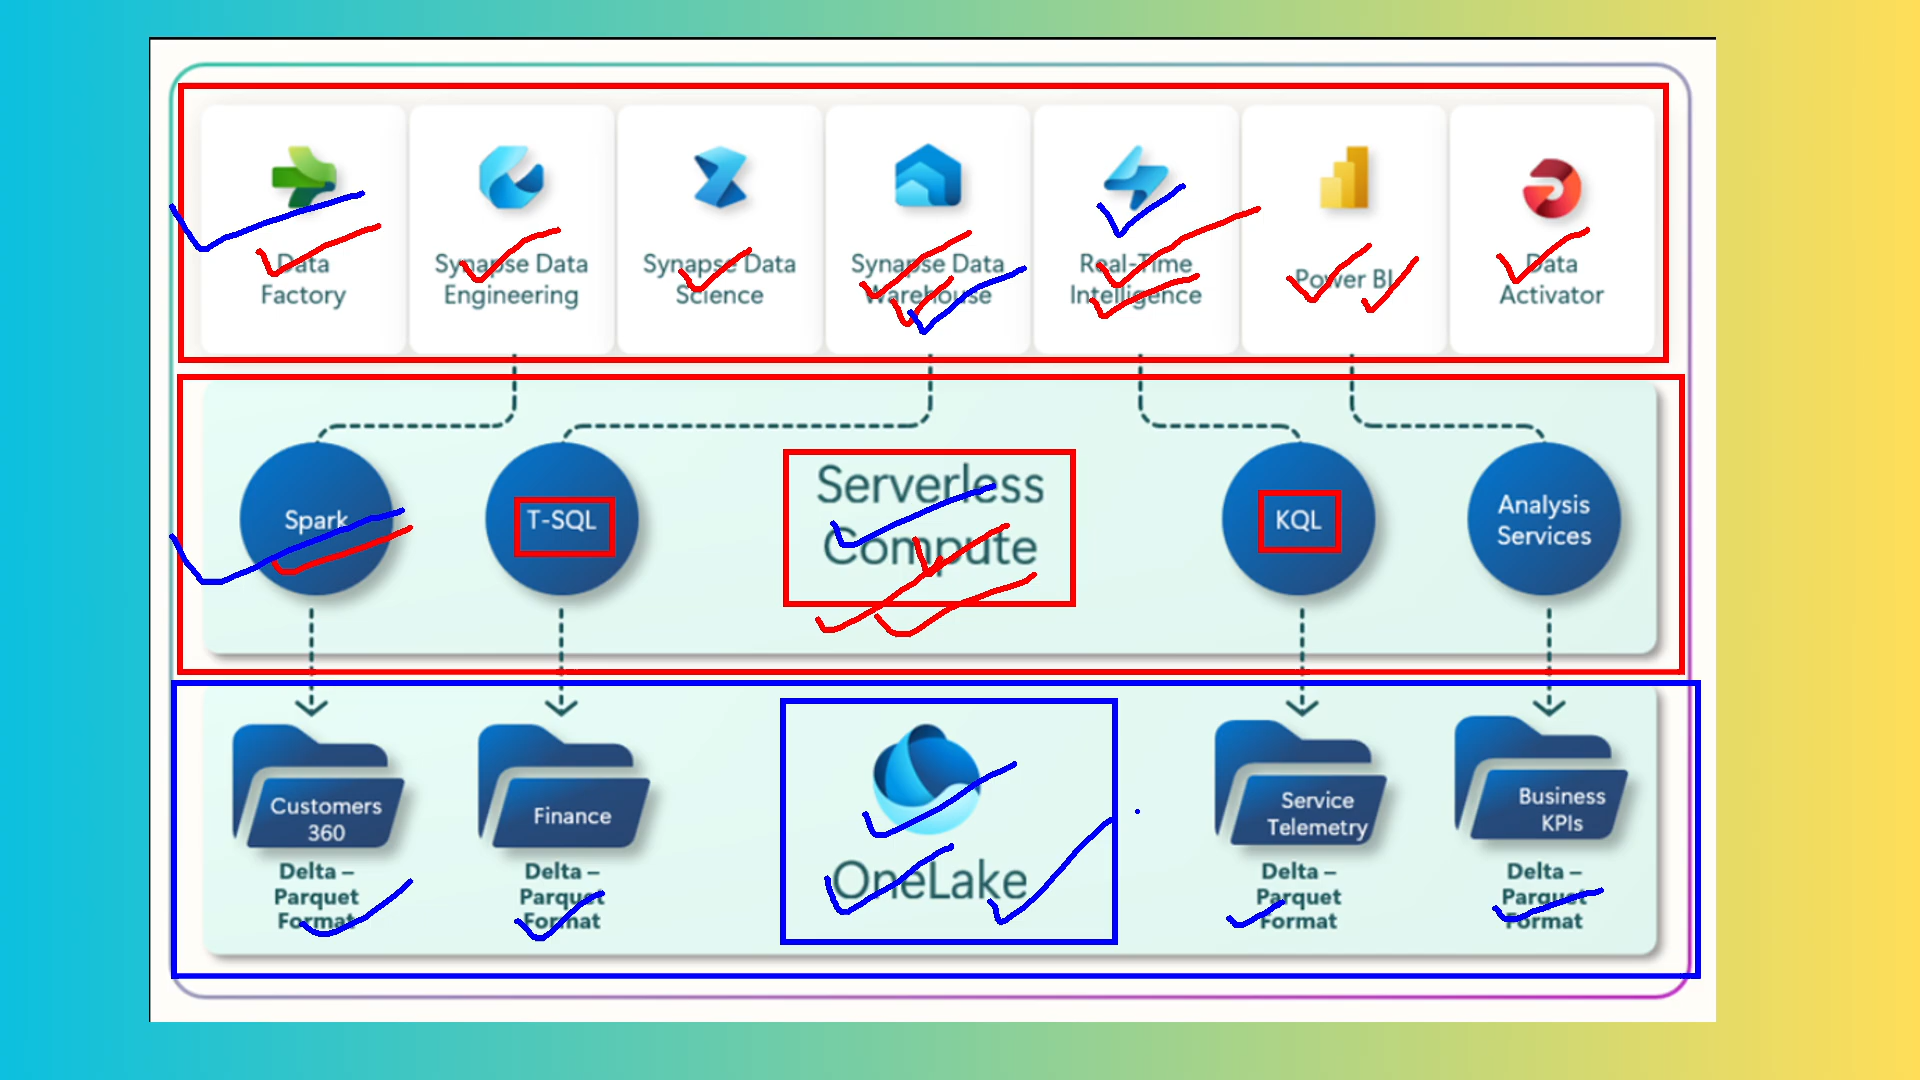 Data
Factory
Synapse Data
Engineering
Synapse Data
Science
Synapse Data
Warehouse
Real-Time
Intelligence
Power BI
Data
Activator
Spark
T-SQL
Serverless
Compute
KQL
Analysis
Services
Customers
360
Delta –
Parquet
Format
Finance
Delta –
Parquet
Format
OneLake
Service
Telemetry
Delta –
Parquet
Format
Business
KPIs
Delta –
Parquet
Format